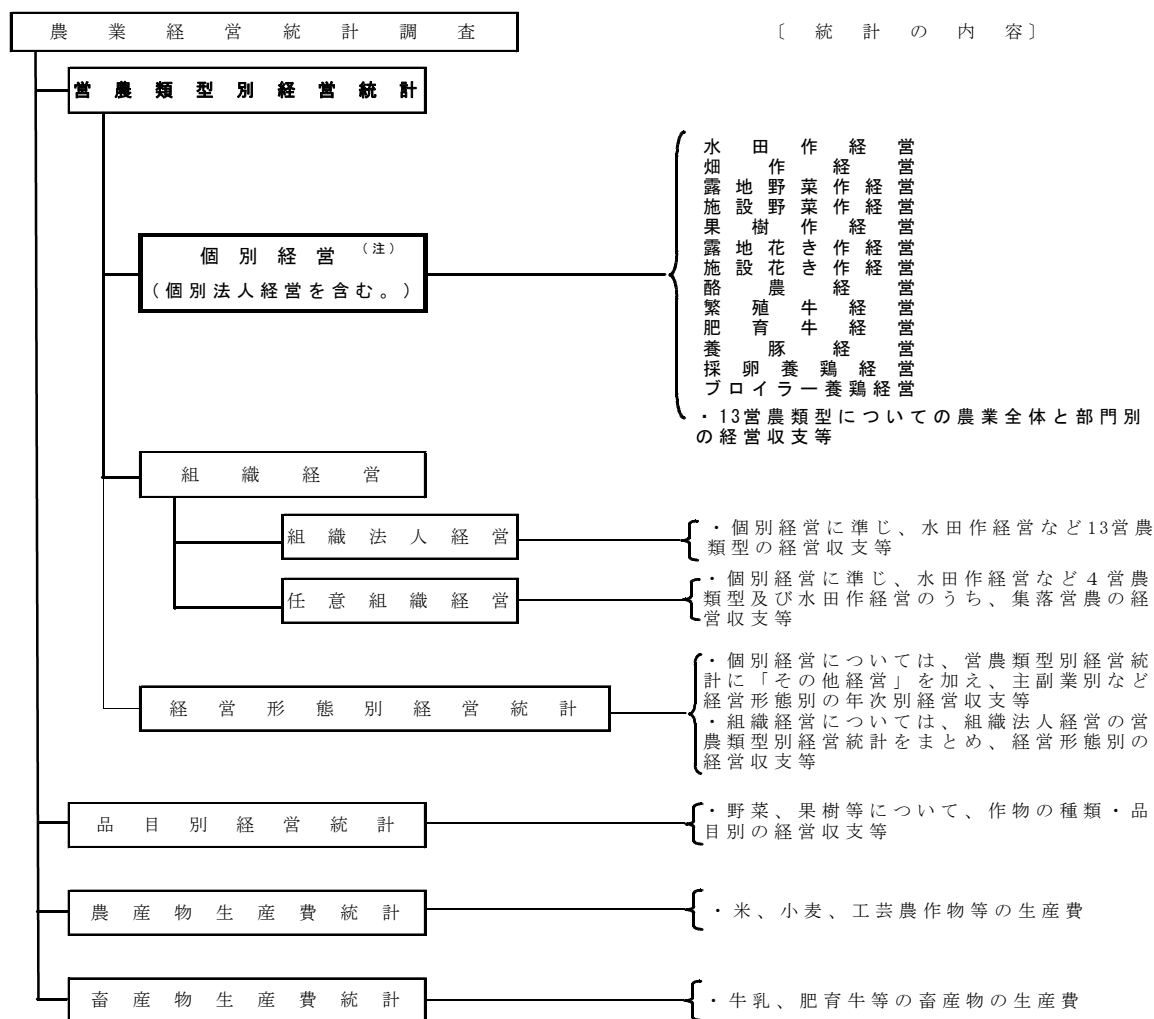 農業経営統計調査
〔統計の内容〕
営農類型別経営統計
水田作経営
畑作経営
露地野菜作経営
施設野菜作経営
果樹作経営
露地花き作経営
施設花き作経営
酪農経営
繁殖牛経営
肥育牛経営
養豚経営
採卵養鶏経営
ブロイラー養鶏経営
・13営農類型についての農業全体と部門別
の経営収支等
個別経営(注)
(個別法人経営を含む。)
組織経営
組織法人経営
・個別経営に準じ、水田作経営など13営農
類型の経営収支等
任意組織経営
・個別経営に準じ、水田作経営など4営農
類型及び水田作経営のうち、集落営農の経
営収支等
経営形態別経営統計
・個別経営については、営農類型別経営統
計に「その他経営」を加え、主副業別など
経営形態別の年次別経営収支等
・組織経営については、組織法人経営の営
農類型別経営統計をまとめ、経営形態別の
経営収支等
品目別経営統計
・野菜、果樹等について、作物の種類・品
目別の経営収支等
農産物生産費統計
・米、小麦、工芸農作物等の生産費
畜産物生産費統計
・牛乳、肥育牛等の畜産物の生産費